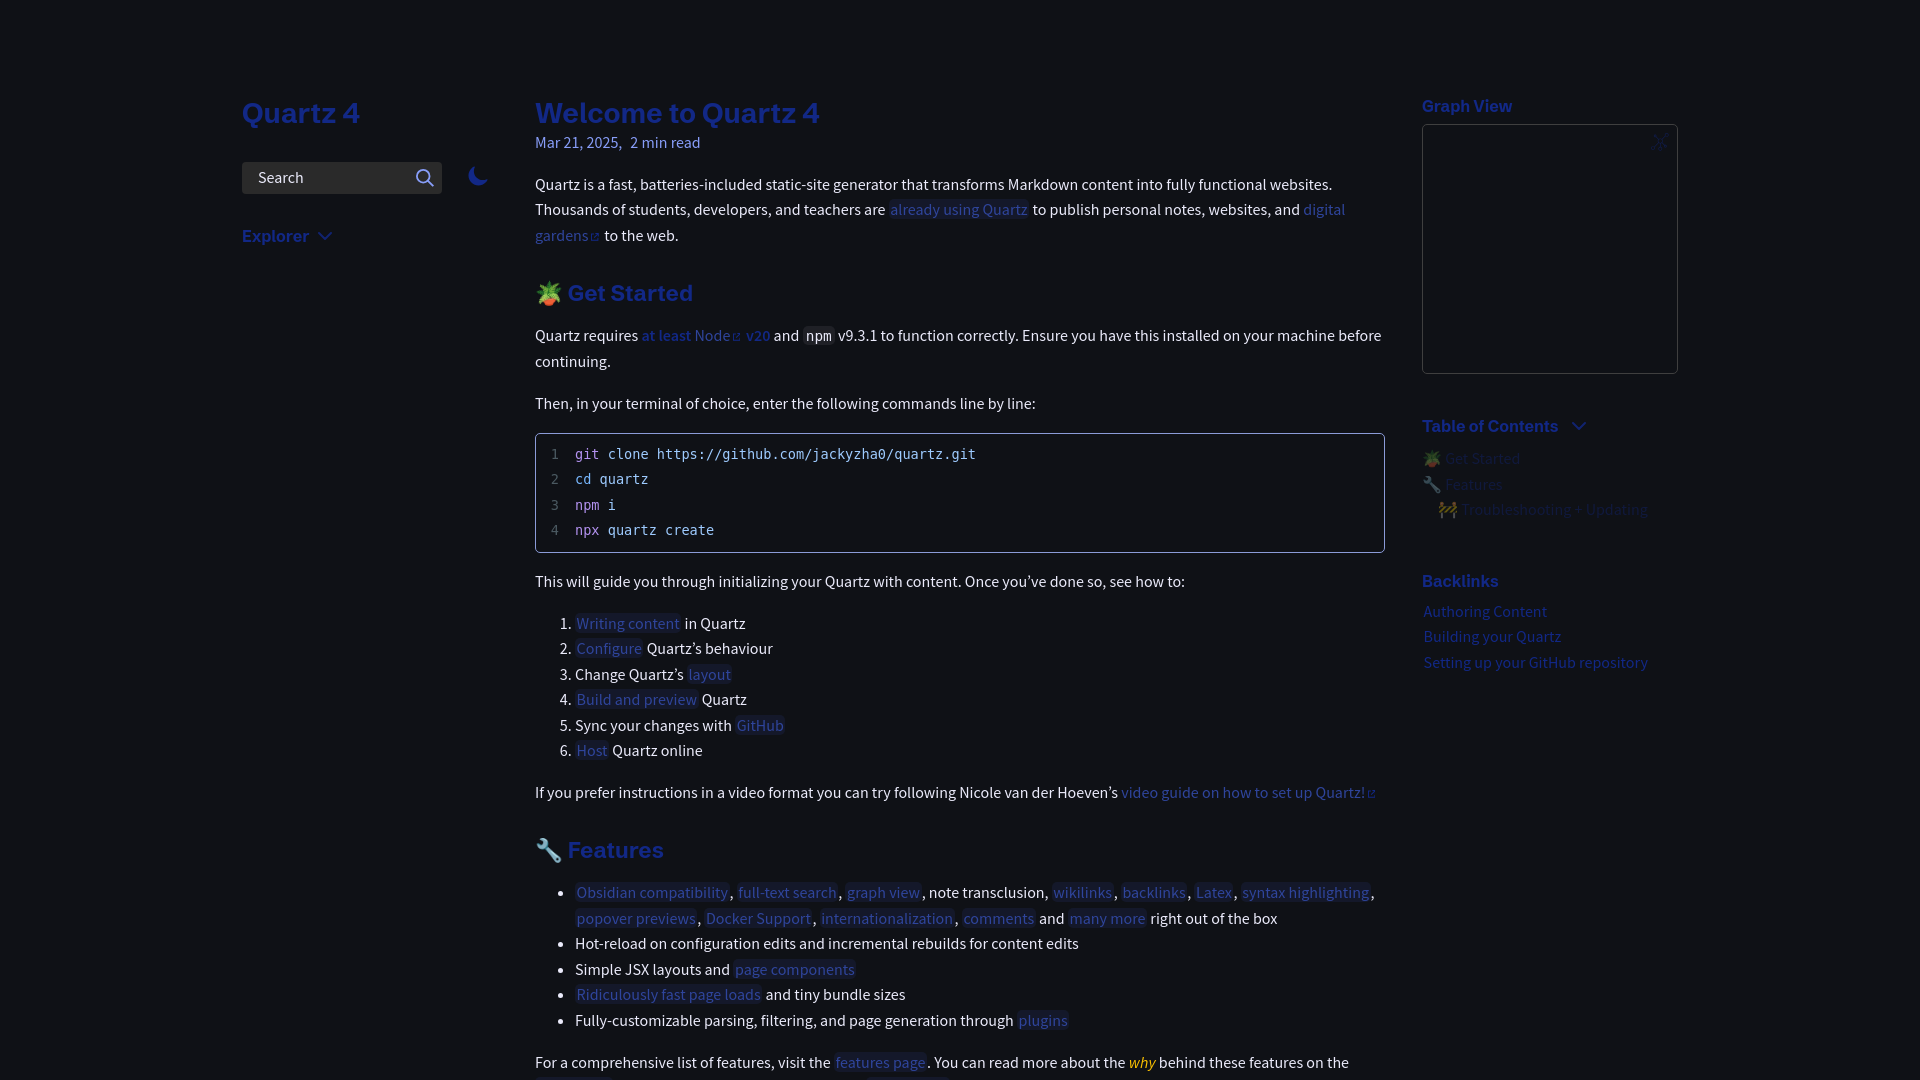 Quartz 4
Search
Explorer
Welcome to Quartz 4
Mar 21, 2025, 2 min read
Quartz is a fast, batteries-included static-site generator that transforms Markdown content into fully functional websites.
Thousands of students, developers, and teachers are already using Quartz to publish personal notes, websites, and digital
gardens to the web.
🪴 Get Started
Quartz requires at least Node v20 and npm v9.3.1 to function correctly. Ensure you have this installed on your machine before
continuing.
Then, in your terminal of choice, enter the following commands line by line:
1 git clone https://github.com/jackyzha0/quartz.git
2 cd quartz
3 npm i
4 npx quartz create
This will guide you through initializing your Quartz with content. Once you’ve done so, see how to:
1. Writing content in Quartz
2. Configure Quartz’s behaviour
3. Change Quartz’s layout
4. Build and preview Quartz
5. Sync your changes with GitHub
6. Host Quartz online
If you prefer instructions in a video format you can try following Nicole van der Hoeven’s video guide on how to set up Quartz!
🔧 Features
• Obsidian compatibility, full-text search, graph view, note transclusion, wikilinks, backlinks, Latex, syntax highlighting,
popover previews, Docker Support, internationalization, comments and many more right out of the box
• Hot-reload on configuration edits and incremental rebuilds for content edits
• Simple JSX layouts and page components
• Ridiculously fast page loads and tiny bundle sizes
• Fully-customizable parsing, filtering, and page generation through plugins
For a comprehensive list of features, visit the features page. You can read more about the why behind these features on the
Graph View
Table of Contents
🪴 Get Started
🔧 Features
🚧 Troubleshooting + Updating
Backlinks
Authoring Content
Building your Quartz
Setting up your GitHub repository